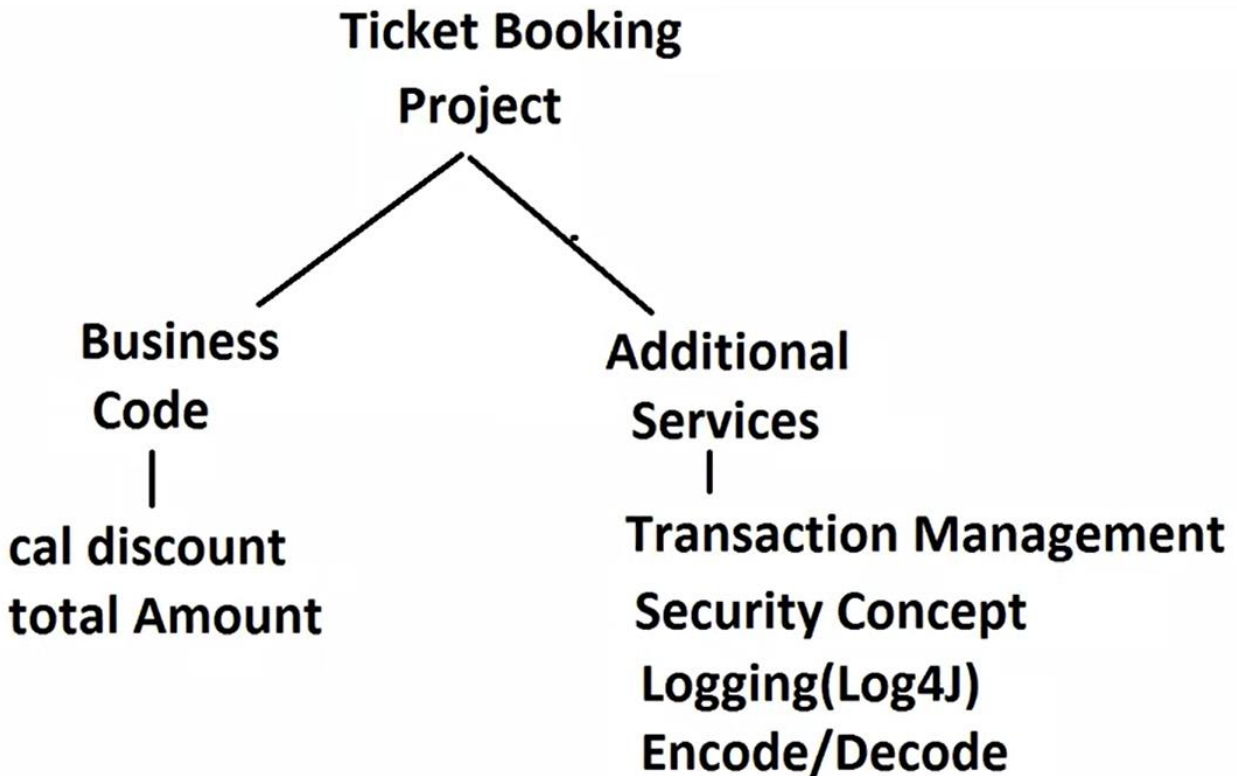 Ticket Booking
Project
Business
Code
cal discount
total Amount
Additional
Services
Transaction Management
Security Concept
Logging(Log4J)
Encode/Decode